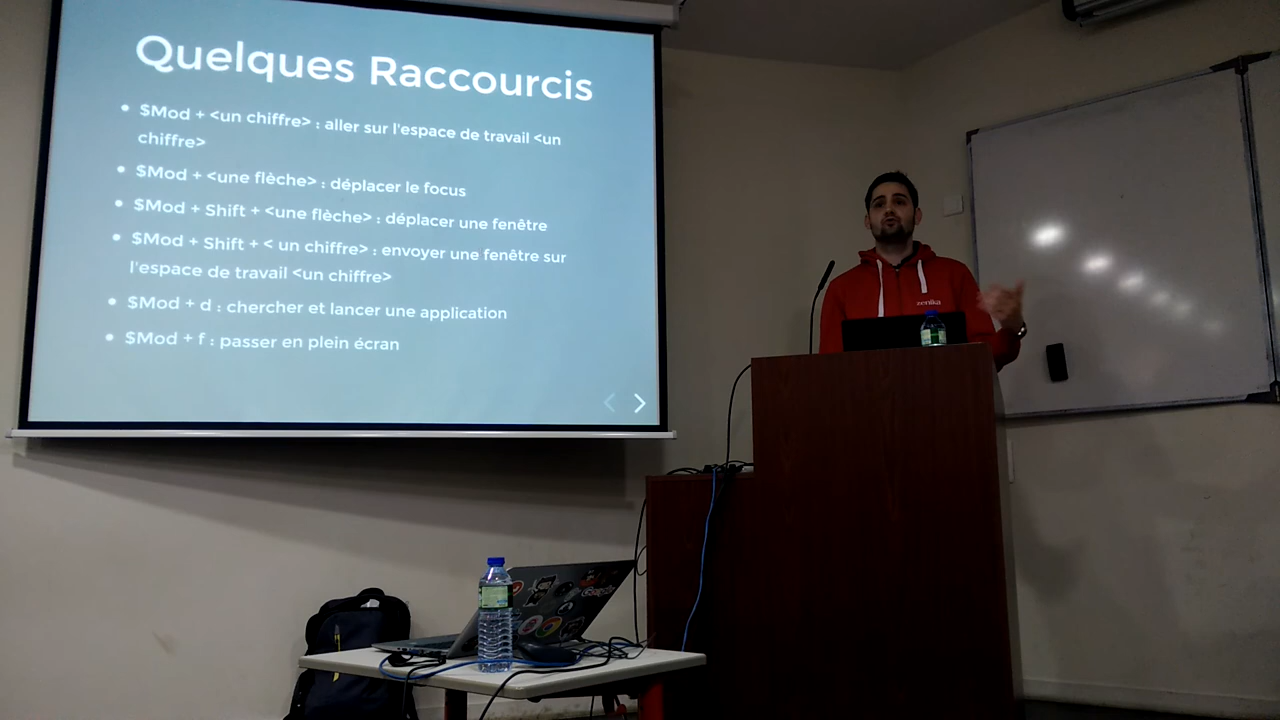 Quelques Raccourcis
• $Mod + <un chiffre> : aller sur l'espace de travail <un
chiffre>
• $Mod + <une flèche> : déplacer le focus
• $Mod + Shift + <une flèche> : déplacer une fenêtre
• $Mod + Shift + < un chiffre> : envoyer une fenêtre sur
l'espace de travail <un chiffre>
• $Mod + d : chercher et lancer une application
• $Mod + f : passer en plein écran
zenika
Google